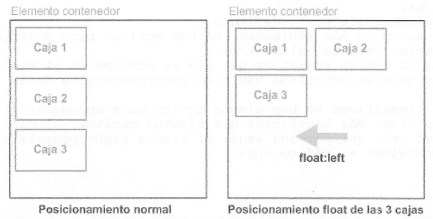 Elemento contenedor
Caja 1
Caja 2
Caja 3
Posicionamiento normal
Elemento contenedor
Caja 1
Caja 2
Caja 3
float:left
Posicionamiento float de las 3 cajas